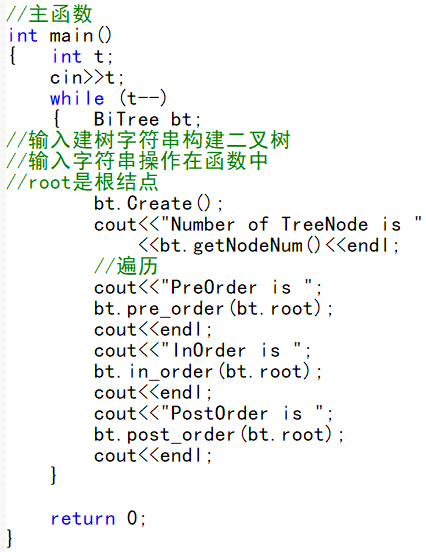 //主函数
int main()
{   int t;
    cin>>t;
    while (t--)
    {   BiTree bt;
//输入建树字符串构建二叉树
//输入字符串操作在函数中
//root是根结点
        bt.Create();
        cout<<"Number of TreeNode is "
            <<bt.getNodeNum()<<endl;
        //遍历
        cout<<"PreOrder is ";
        bt.pre_order(bt.root);
        cout<<endl;
        cout<<"InOrder is ";
        bt.in_order(bt.root);
        cout<<endl;
        cout<<"PostOrder is ";
        bt.post_order(bt.root);
        cout<<endl;
    }
    return 0;
}